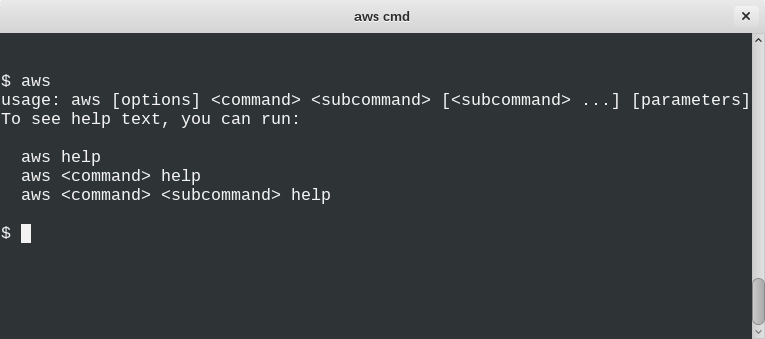 aws cmd
$ aws
usage: aws [options] <command> <subcommand> [<subcommand> ...] [parameters]
To see help text, you can run:
  aws help
  aws <command> help
  aws <command> <subcommand> help
$